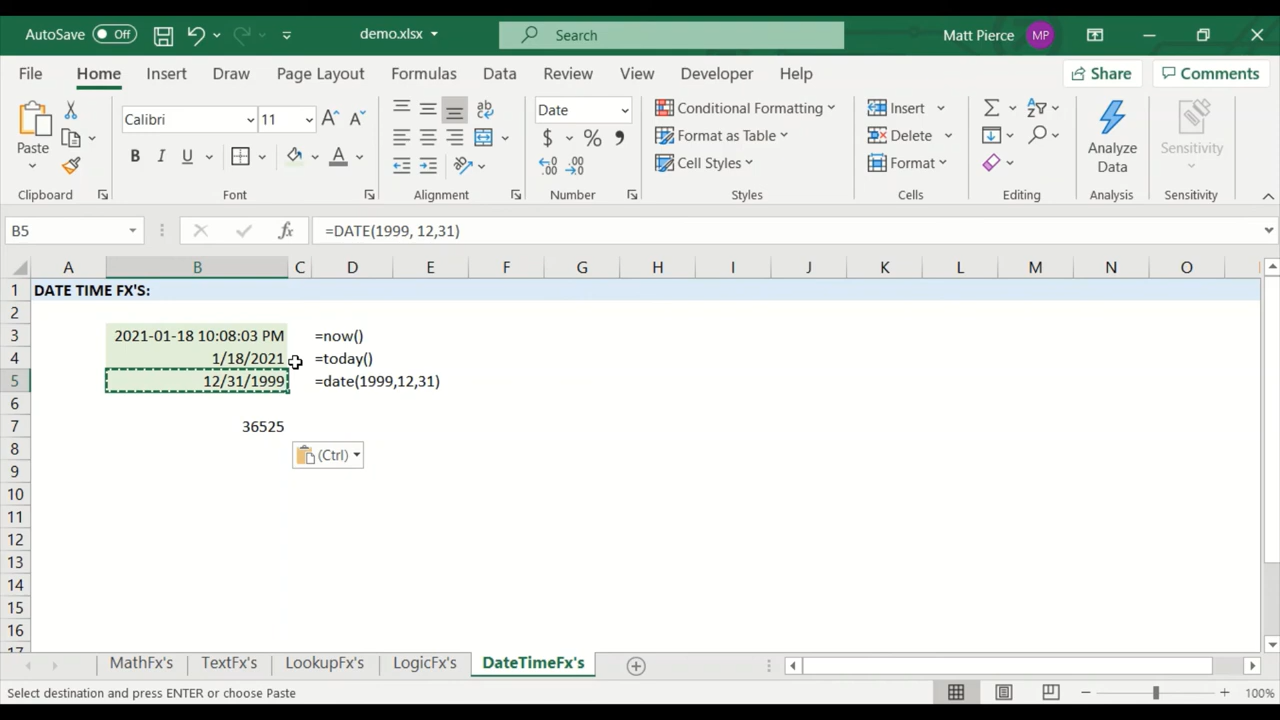 AutoSave Off demo.xlsx Search Matt Pierce MP
File Home Insert Draw Page Layout Formulas Data Review View Developer Help Share Comments
Paste Calibri 11 A A ab c Date Conditional Formatting Insert Analyze Data Sensitivity
B I U A $ % , Format as Table Delete
Cell Styles Format
Clipboard Font Alignment Number Styles Cells Editing Analysis Sensitivity
B5 fx =DATE(1999, 12,31)
A B C D E F G H I J K L M N O
1 DATE TIME FX'S:
2
3 2021-01-18 10:08:03 PM =now()
4 1/18/2021 =today()
5 12/31/1999 =date(1999,12,31)
6
7 36525
8 (Ctrl)
9
10
11
12
13
14
15
16
17
MathFx's TextFx's LookupFx's LogicFx's DateTimeFx's
Select destination and press ENTER or choose Paste 100%